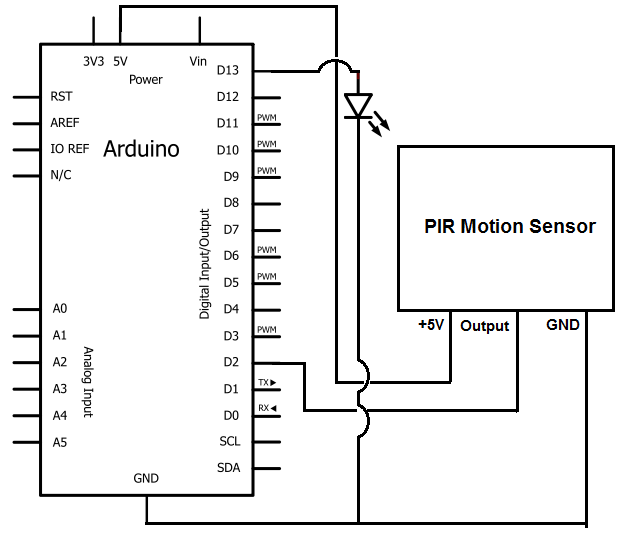 3V3 5V Vin
Power
D13
RST D12
AREF D11 PWM
IO REF Arduino D10 PWM
N/C D9 PWM
D8
D7
D6 PWM
D5 PWM
Digital Input/Output
A0 D4
A1 D3 PWM
A2 D2
A3 D1 TX▶
A4 D0 RX◀
A5 SCL
Analog Input
SDA
GND
PIR Motion Sensor
+5V Output GND